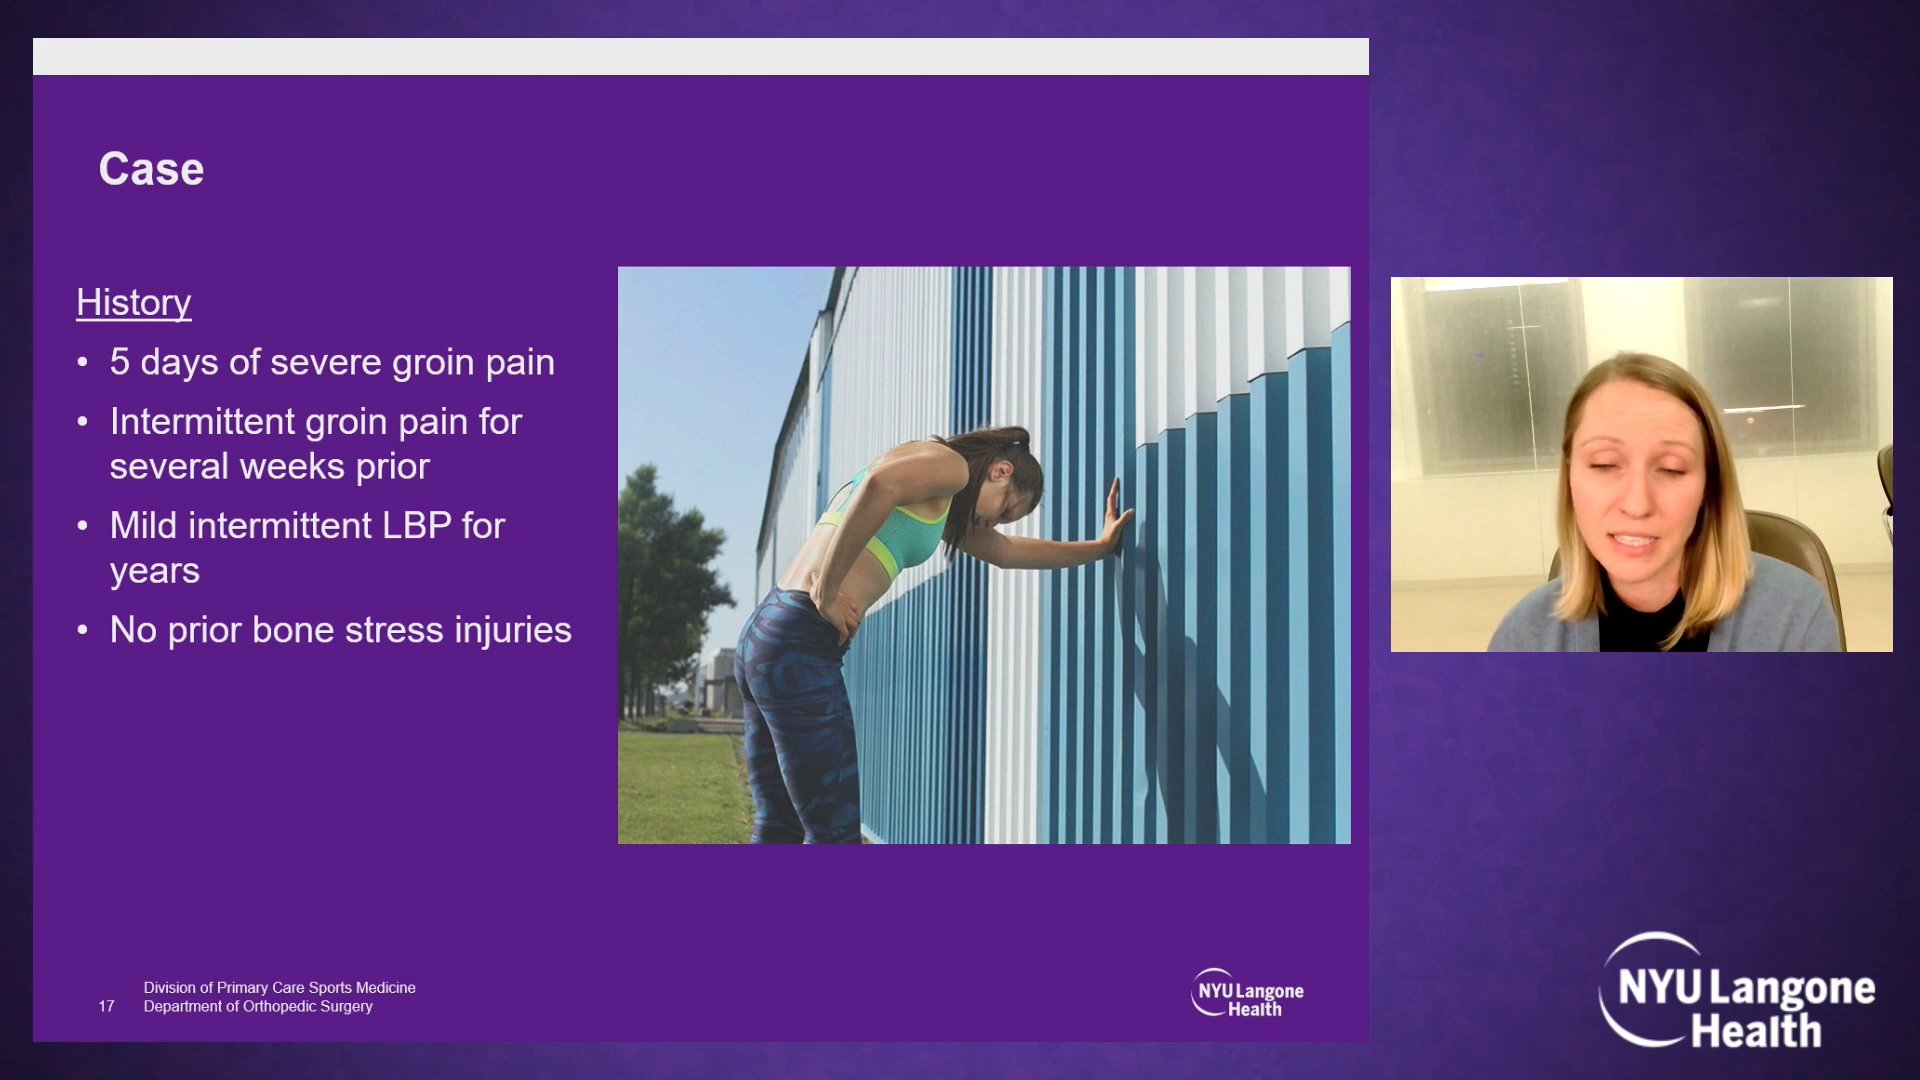 Case
History
• 5 days of severe groin pain
• Intermittent groin pain for
several weeks prior
• Mild intermittent LBP for
years
• No prior bone stress injuries
17
Division of Primary Care Sports Medicine
Department of Orthopedic Surgery
NYU Langone
Health
NYU Langone
Health